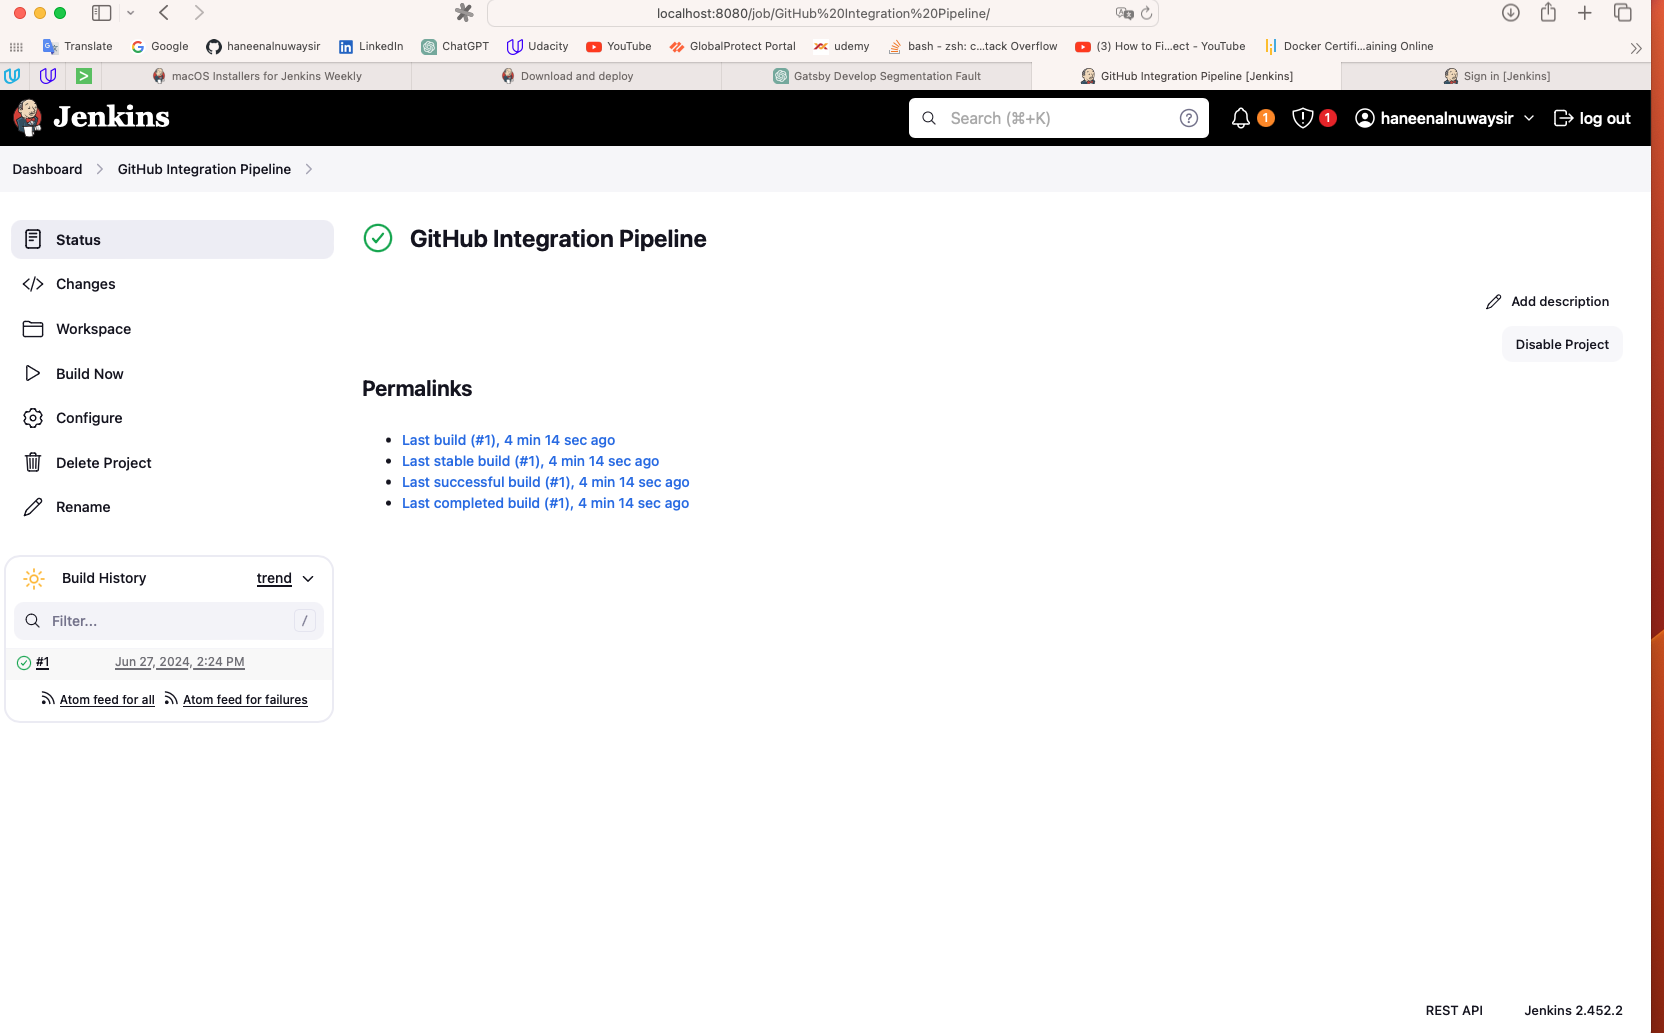 localhost:8080/job/GitHub%20Integration%20Pipeline/
Translate Google haneenalnuwaysir LinkedIn ChatGPT Udacity YouTube GlobalProtect Portal udemy bash - zsh: c...tack Overflow (3) How to Fi...ect - YouTube Docker Certifi...aining Online
macOS Installers for Jenkins Weekly Download and deploy Gatsby Develop Segmentation Fault GitHub Integration Pipeline [Jenkins] Sign in [Jenkins]
Jenkins Search (⌘+K) ? 1 1 haneenalnuwaysir log out
Dashboard GitHub Integration Pipeline
Status
Changes
Workspace
Build Now
Configure
Delete Project
Rename
Build History trend
Filter... /
#1 Jun 27, 2024, 2:24 PM
Atom feed for all Atom feed for failures
GitHub Integration Pipeline
Add description
Disable Project
Permalinks
Last build (#1), 4 min 14 sec ago
Last stable build (#1), 4 min 14 sec ago
Last successful build (#1), 4 min 14 sec ago
Last completed build (#1), 4 min 14 sec ago
REST API Jenkins 2.452.2